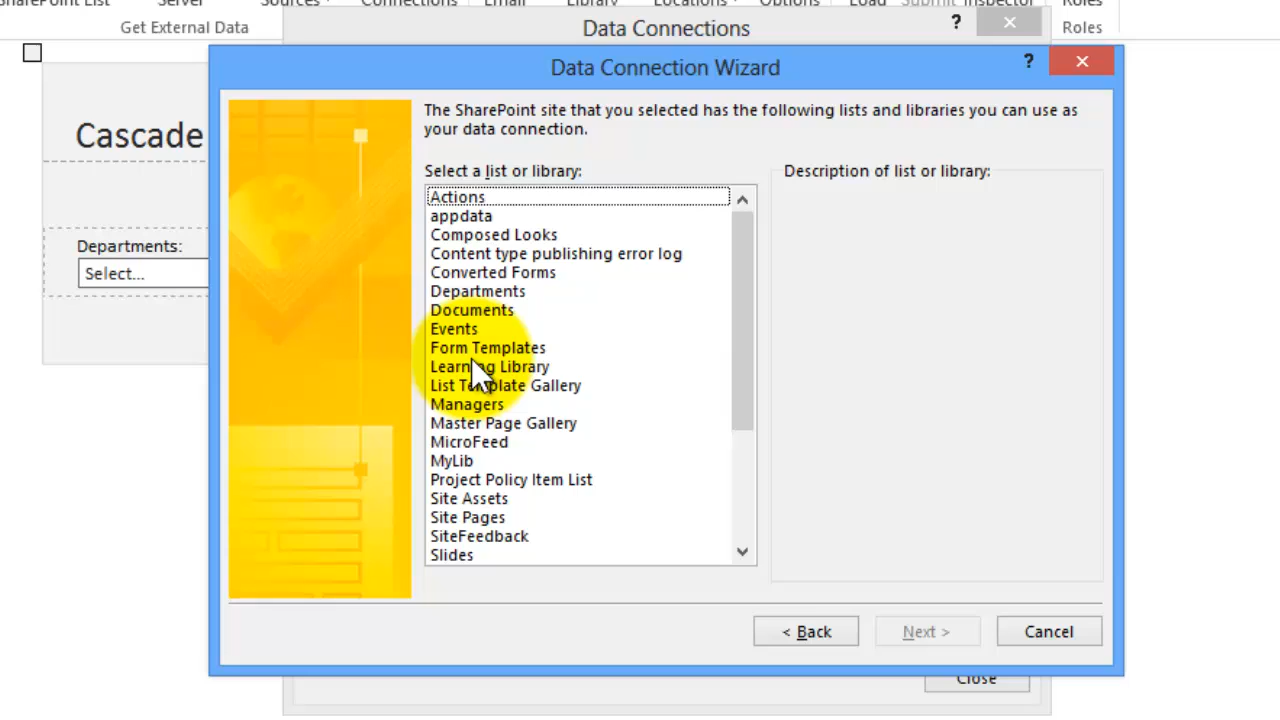 SharePoint List Server Sources Connections Email Library Locations Options Load Submit Inspector Roles
Get External Data
Roles
Data Connections
?
Data Connection Wizard
?
The SharePoint site that you selected has the following lists and libraries you can use as
your data connection.
Cascade
Select a list or library:
Description of list or library:
Actions
appdata
Composed Looks
Content type publishing error log
Converted Forms
Departments
Documents
Events
Form Templates
Learning Library
List Template Gallery
Managers
Master Page Gallery
MicroFeed
MyLib
Project Policy Item List
Site Assets
Site Pages
SiteFeedback
Slides
Departments:
Select...
< Back
Next >
Cancel
Close